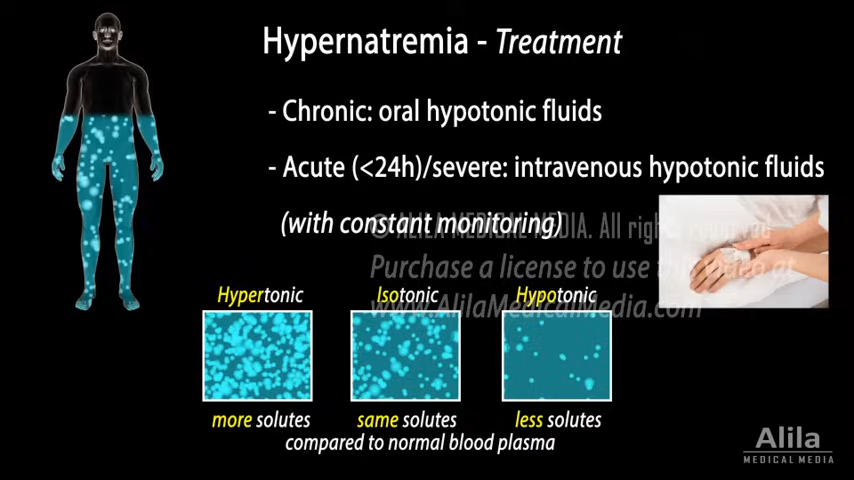 Hypernatremia - Treatment
- Chronic: oral hypotonic fluids
- Acute (<24h)/severe: intravenous hypotonic fluids
(with constant monitoring)
© ALILA MEDICAL MEDIA. All rights reserved
Purchase a license to use this video at
www.AlilaMedicalMedia.com
Hypertonic Isotonic Hypotonic
more solutes same solutes less solutes
compared to normal blood plasma
Alila
MEDICAL MEDIA